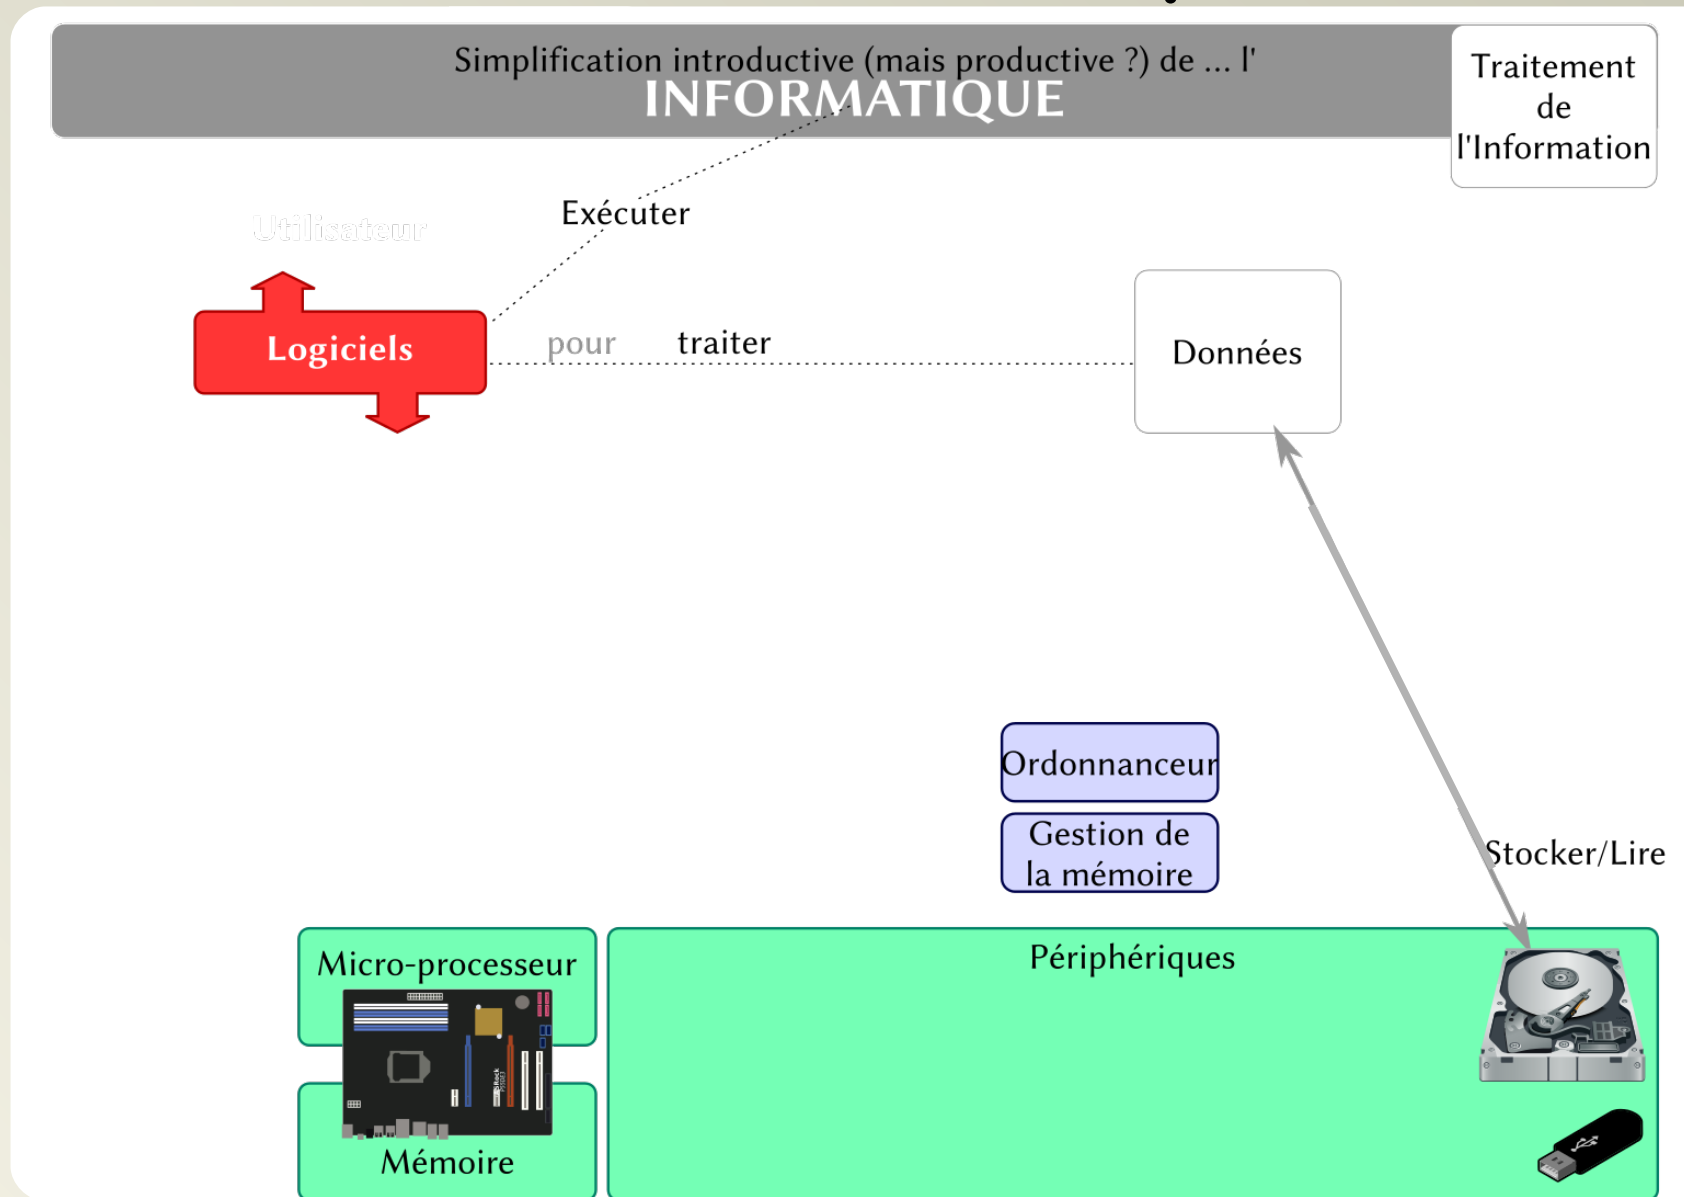 Simplification introductive (mais productive ?) de ... l'
INFORMATIQUE
Traitement
de
l'Information
Exécuter
Utilisateur
Logiciels
pour traiter
Données
Ordonnanceur
Gestion de
la mémoire
Stocker/Lire
Micro-processeur
Périphériques
Mémoire